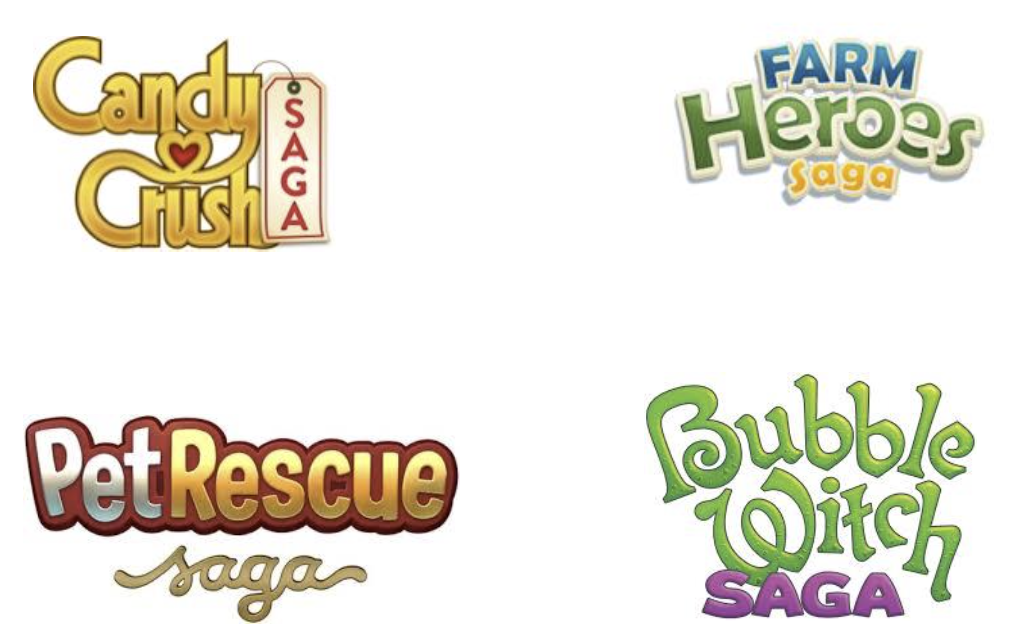 Candy
Crush
SAGA
FARM
Heroes
Saga
PetRescue
saga
Bubble
Witch
SAGA